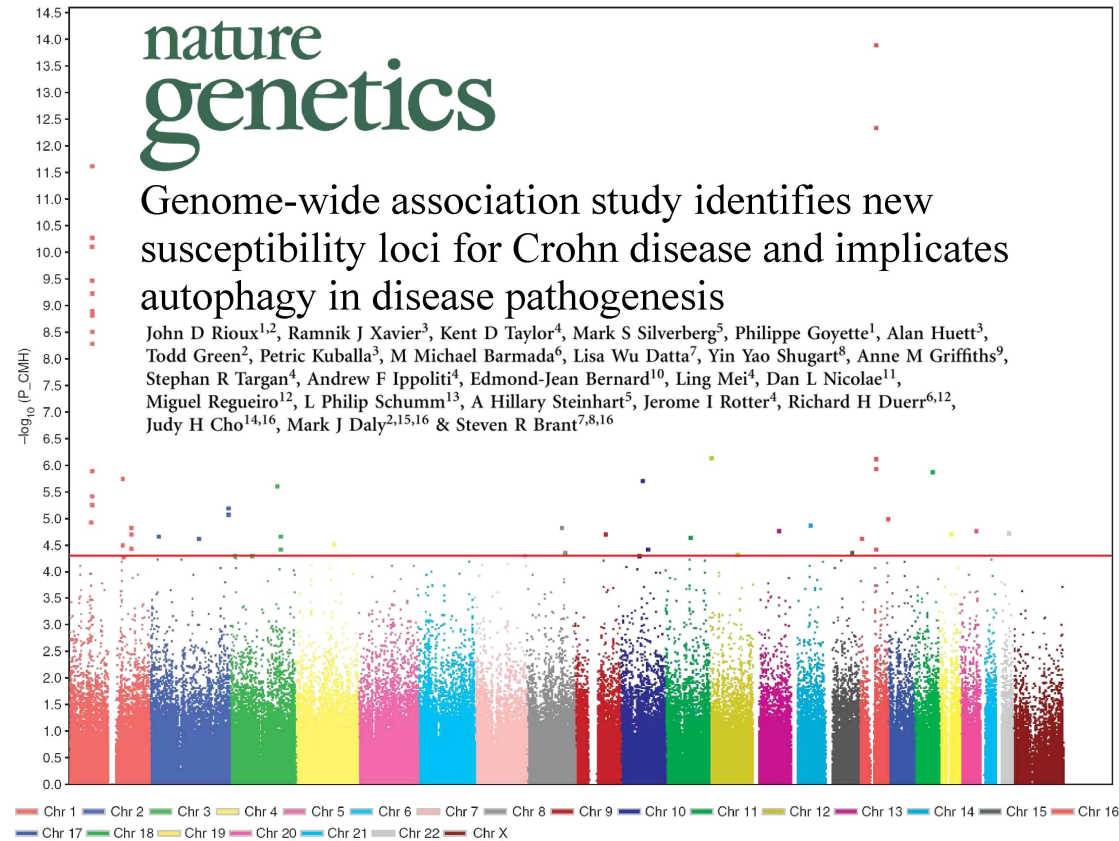 nature
genetics
Genome-wide association study identifies new
susceptibility loci for Crohn disease and implicates
autophagy in disease pathogenesis
John D Rioux1,2, Ramnik J Xavier3, Kent D Taylor4, Mark S Silverberg5, Philippe Goyette1, Alan Huett3,
Todd Green2, Petric Kuballa3, M Michael Barmada6, Lisa Wu Datta7, Yin Yao Shugart8, Anne M Griffiths9,
Stephan R Targan4, Andrew F Ippoliti4, Edmond-Jean Bernard10, Ling Mei4, Dan L Nicolae11,
Miguel Regueiro12, L Philip Schumm13, A Hillary Steinhart5, Jerome I Rotter4, Richard H Duerr6,12,
Judy H Cho14,16, Mark J Daly2,15,16 & Steven R Brant7,8,16
–log10 (P_CMH)
14.5
14.0
13.5
13.0
12.5
12.0
11.5
11.0
10.5
10.0
9.5
9.0
8.5
8.0
7.5
7.0
6.5
6.0
5.5
5.0
4.5
4.0
3.5
3.0
2.5
2.0
1.5
1.0
0.5
0.0
Chr 1 Chr 2 Chr 3 Chr 4 Chr 5 Chr 6 Chr 7 Chr 8 Chr 9 Chr 10 Chr 11 Chr 12 Chr 13 Chr 14 Chr 15 Chr 16
Chr 17 Chr 18 Chr 19 Chr 20 Chr 21 Chr 22 Chr X